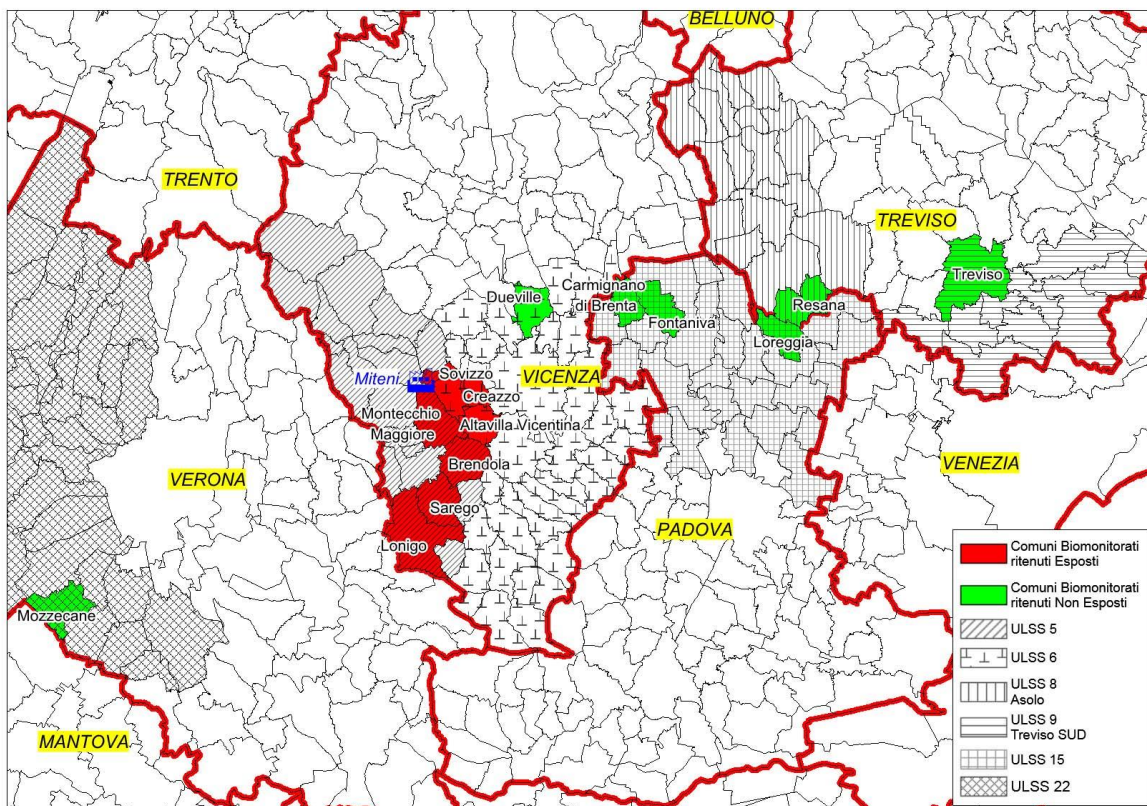 BELLUNO
TRENTO
TREVISO
Treviso
Carmignano
di Brenta
Dueville
Resana
Fontaniva
Loreggia
Miteni
Sovizzo
VICENZA
Creazzo
Montecchio
Maggiore
Altavilla Vicentina
Brendola
VERONA
VENEZIA
Sarego
PADOVA
Lonigo
Mozzecane
MANTOVA
Comuni Biomonitorati
ritenuti Esposti
Comuni Biomonitorati
ritenuti Non Esposti
ULSS 5
ULSS 6
ULSS 8
Asolo
ULSS 9
Treviso SUD
ULSS 15
ULSS 22